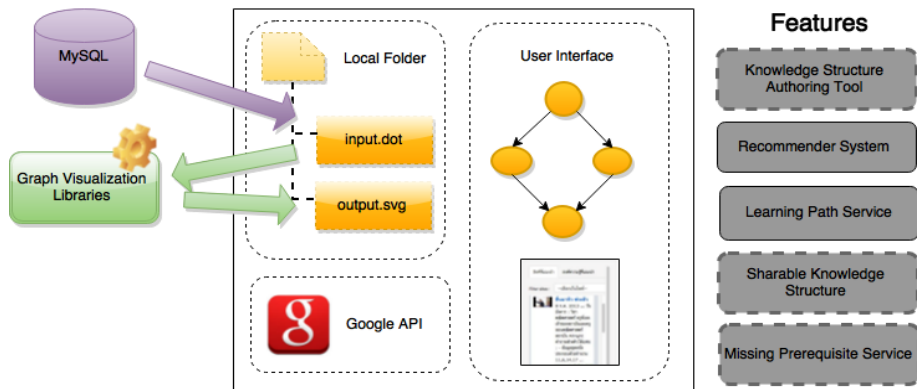 MySQL
Local Folder
User Interface
Features
Knowledge Structure
Authoring Tool
input.dot
Recommender System
Graph Visualization
Libraries
output.svg
Learning Path Service
Sharable Knowledge
Structure
g
Google API
Missing Prerequisite Service